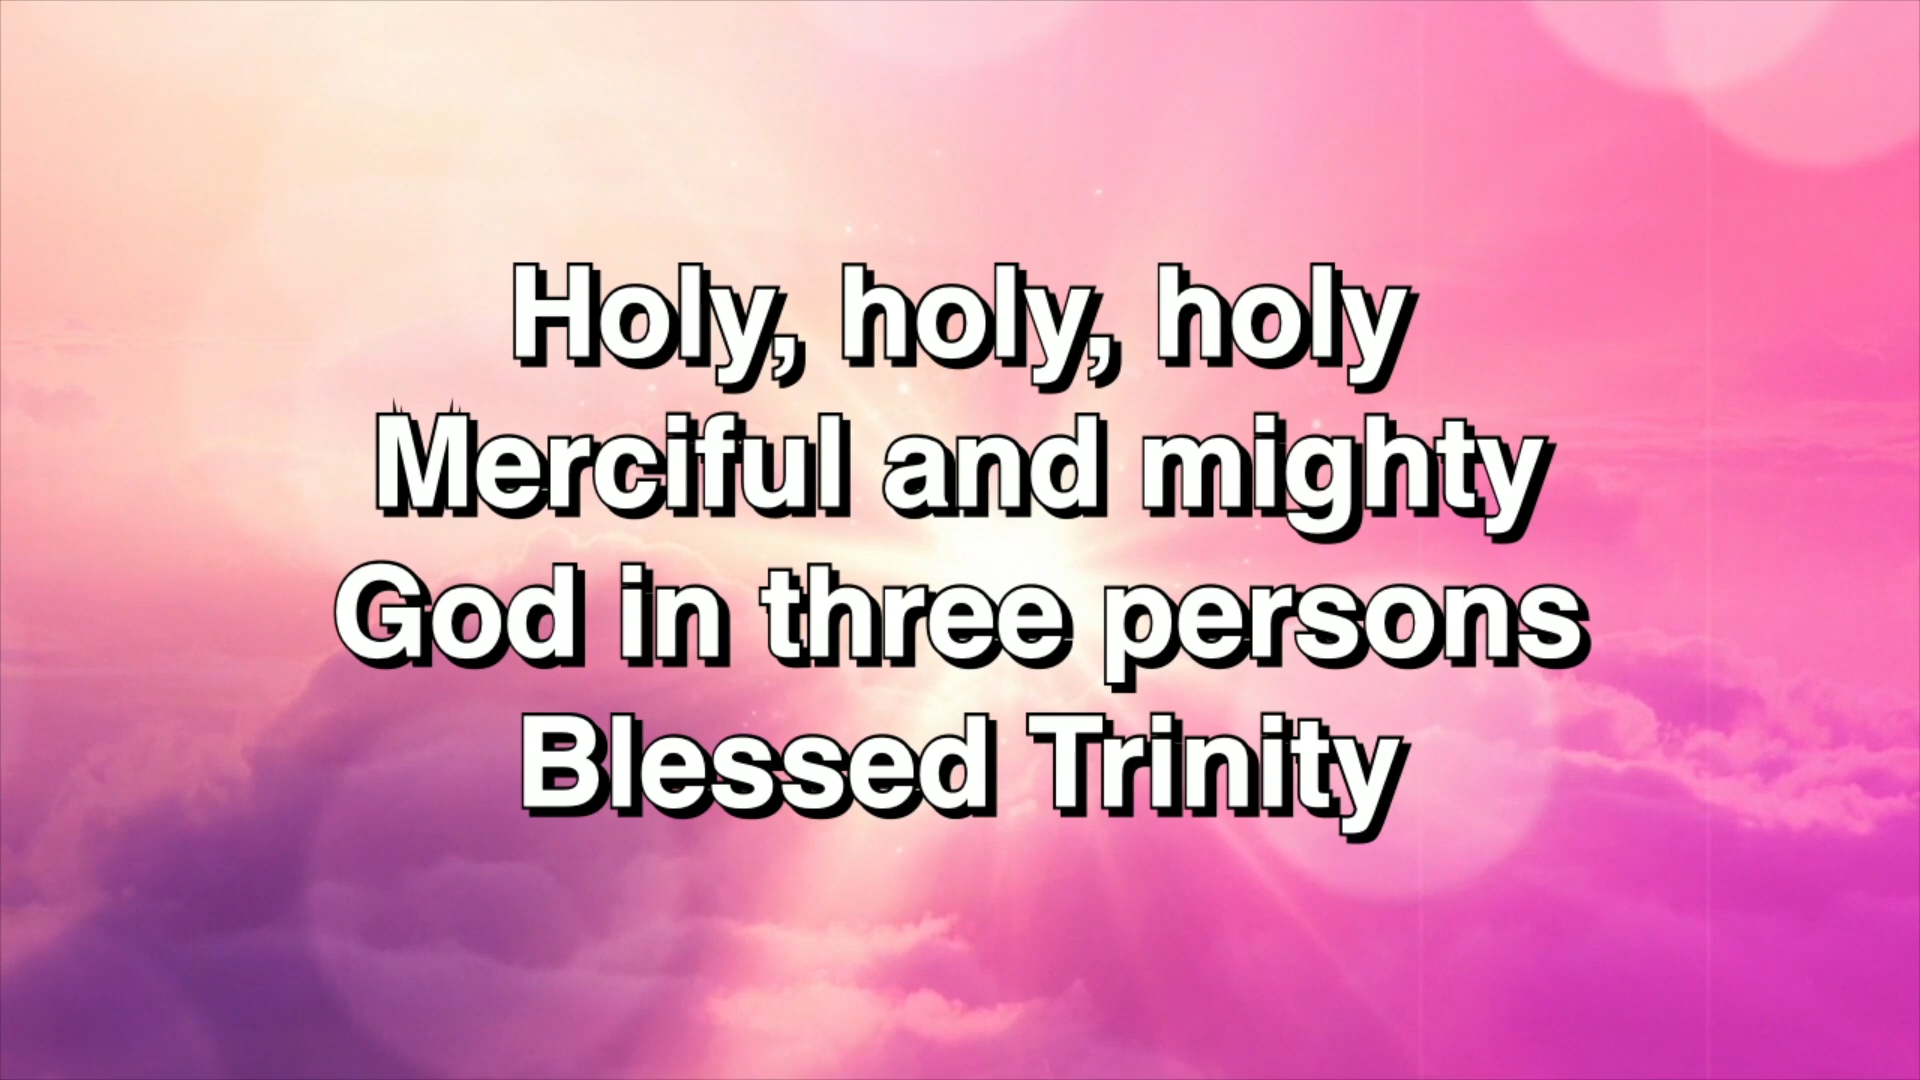 Holy, holy, holy
Merciful and mighty
God in three persons
Blessed Trinity